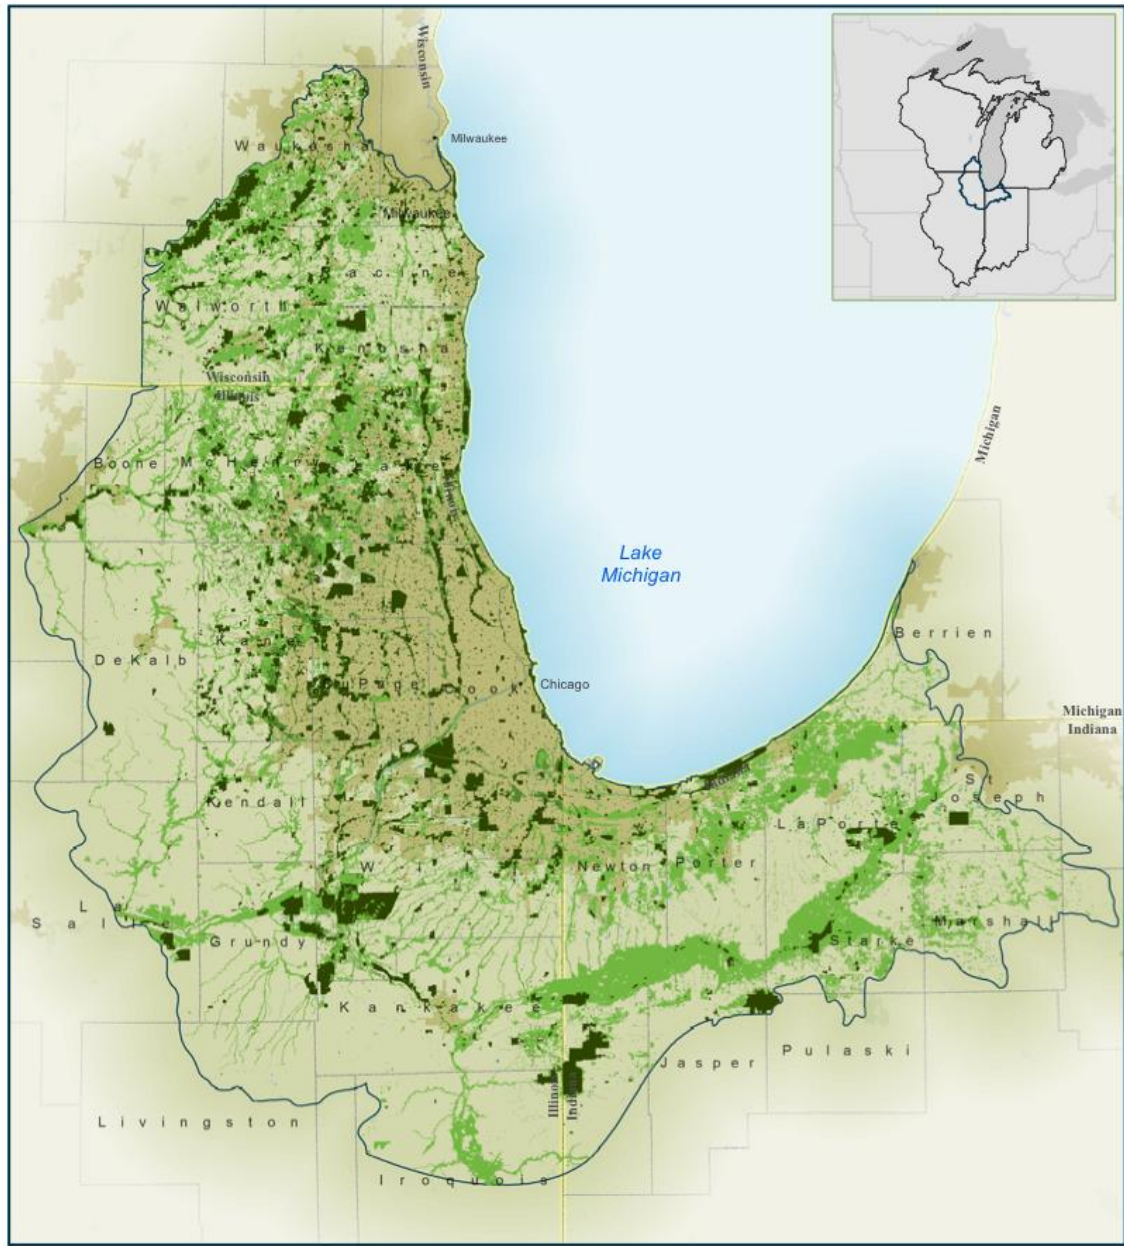 Wisconsin
Milwaukee
Waukesha
Milwaukee
Racine
Walworth
Kenosha
Wisconsin
Illinois
Michigan
Boone
McHenry
Lake
Illinois
Lake
Michigan
Berrien
Kane
DeKalb
DuPage
Cook
Chicago
Michigan
Indiana
St
Joseph
Indiana
Kendall
LaPorte
Will
Newton
Porter
La
Salle
Grundy
Marshall
Starke
Kankakee
Jasper
Pulaski
Illinois
Indiana
Livingston
Iroquois